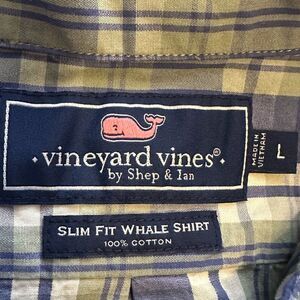 vineyard vines®
by Shep & Ian
MADE IN
VIETNAM
L
SLIM FIT WHALE SHIRT
100% COTTON